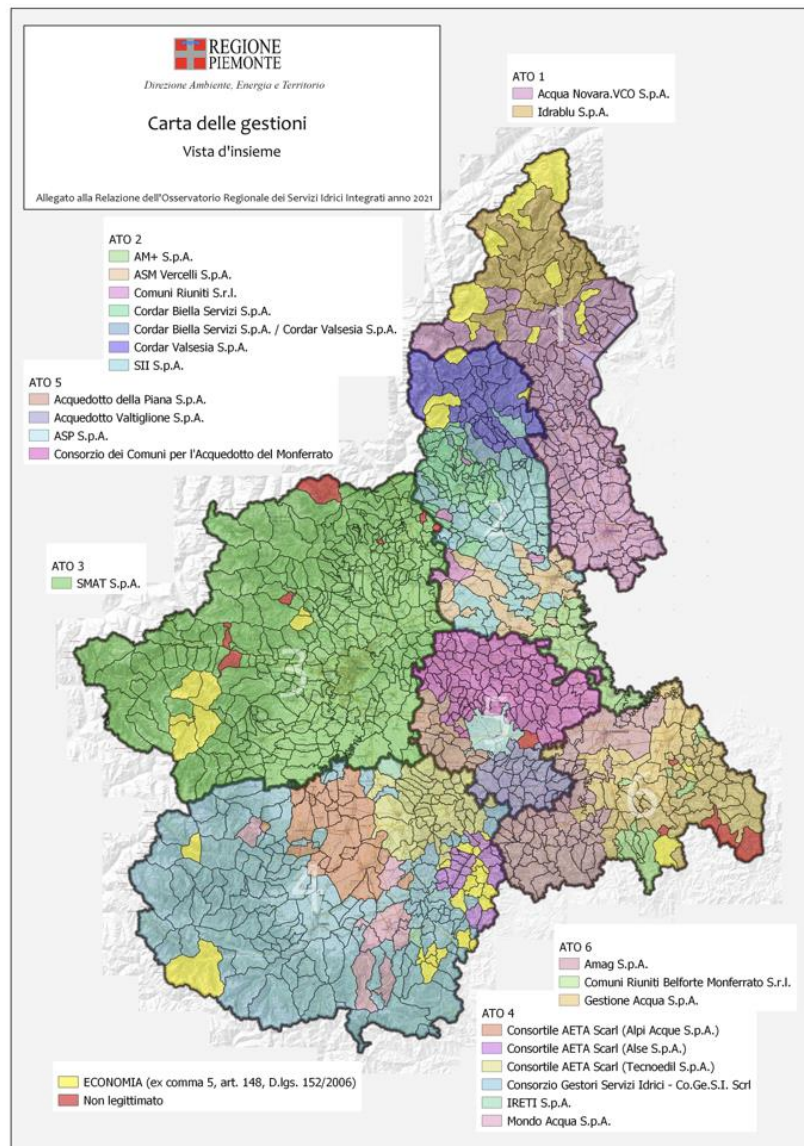 REGIONE
PIEMONTE
Direzione Ambiente, Energia e Territorio
Carta delle gestioni
Vista d'insieme
Allegato alla Relazione dell'Osservatorio Regionale dei Servizi Idrici Integrati anno 2021
ATO 1
Acqua Novara.VCO S.p.A.
Idrablu S.p.A.
ATO 2
AM+ S.p.A.
ASM Vercelli S.p.A.
Comuni Riuniti S.r.l.
Cordar Biella Servizi S.p.A.
Cordar Biella Servizi S.p.A. / Cordar Valsesia S.p.A.
Cordar Valsesia S.p.A.
SII S.p.A.
ATO 5
Acquedotto della Piana S.p.A.
Acquedotto Valtiglione S.p.A.
ASP S.p.A.
Consorzio dei Comuni per l'Acquedotto del Monferrato
ATO 3
SMAT S.p.A.
1
2
3
5
6
4
ATO 6
Amag S.p.A.
Comuni Riuniti Belforte Monferrato S.r.l.
Gestione Acqua S.p.A.
ATO 4
Consortile AETA Scarl (Alpi Acque S.p.A.)
Consortile AETA Scarl (Alse S.p.A.)
Consortile AETA Scarl (Tecnoedil S.p.A.)
Consorzio Gestori Servizi Idrici - Co.Ge.S.I. Scrl
IRETI S.p.A.
Mondo Acqua S.p.A.
ECONOMIA (ex comma 5, art. 148, D.lgs. 152/2006)
Non legittimato